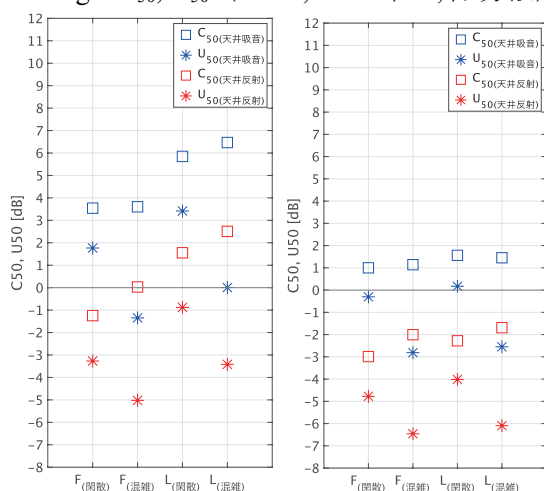 12
11
10
9
8
7
6
5
4
3
2
1
0
-1
-2
-3
-4
-5
-6
-7
-8
C50, U50 [dB]
C50(天井吸音)
U50(天井吸音)
C50(天井反射)
U50(天井反射)
F(閑散)
F(混雑)
L(閑散)
L(混雑)
12
11
10
9
8
7
6
5
4
3
2
1
0
-1
-2
-3
-4
-5
-6
-7
-8
C50, U50 [dB]
C50(天井吸音)
U50(天井吸音)
C50(天井反射)
U50(天井反射)
F(閑散)
F(混雑)
L(閑散)
L(混雑)